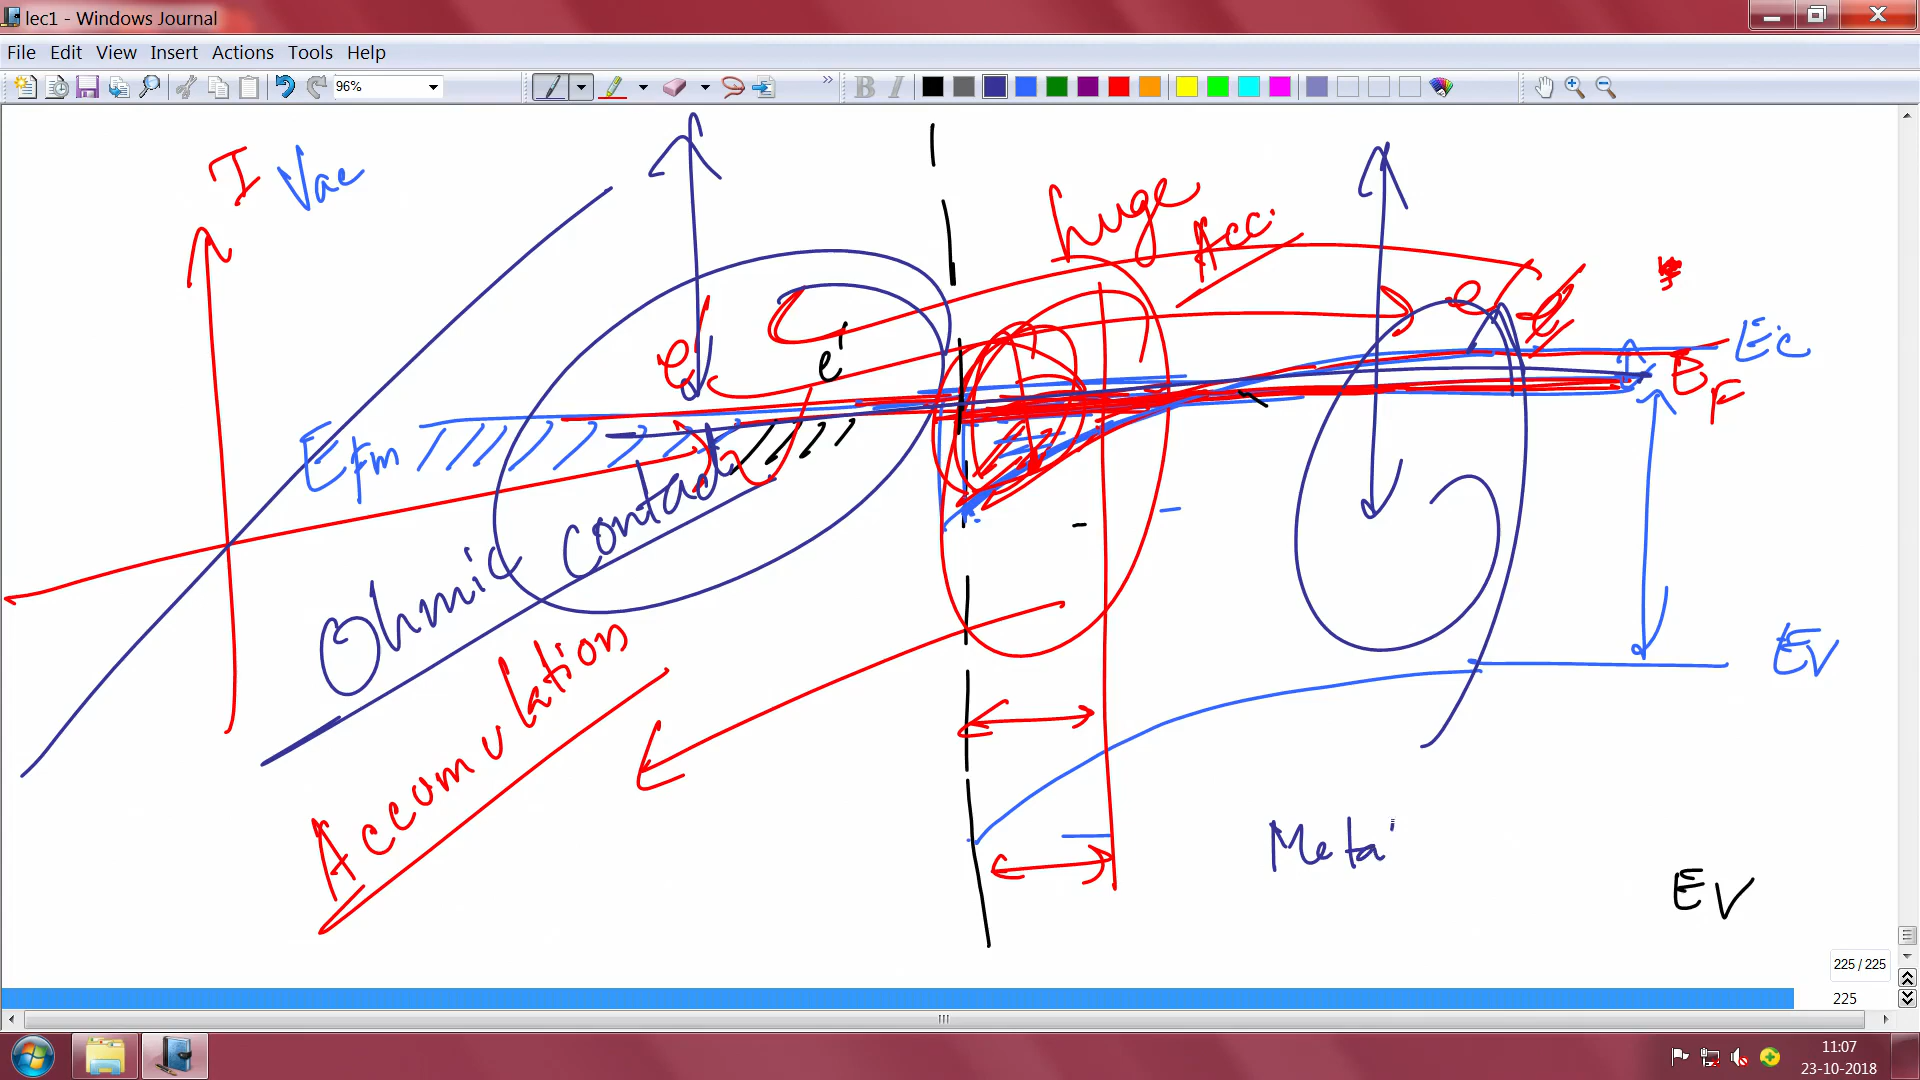 lec1 - Windows Journal
File Edit View Insert Actions Tools Help
96%
I Vac
huge
Acc.
e
e
e
e
Ec
EF
EFm
Ohmic contact
Accumulation
EV
Meta
EV
225 / 225
225
11:07
23-10-2018